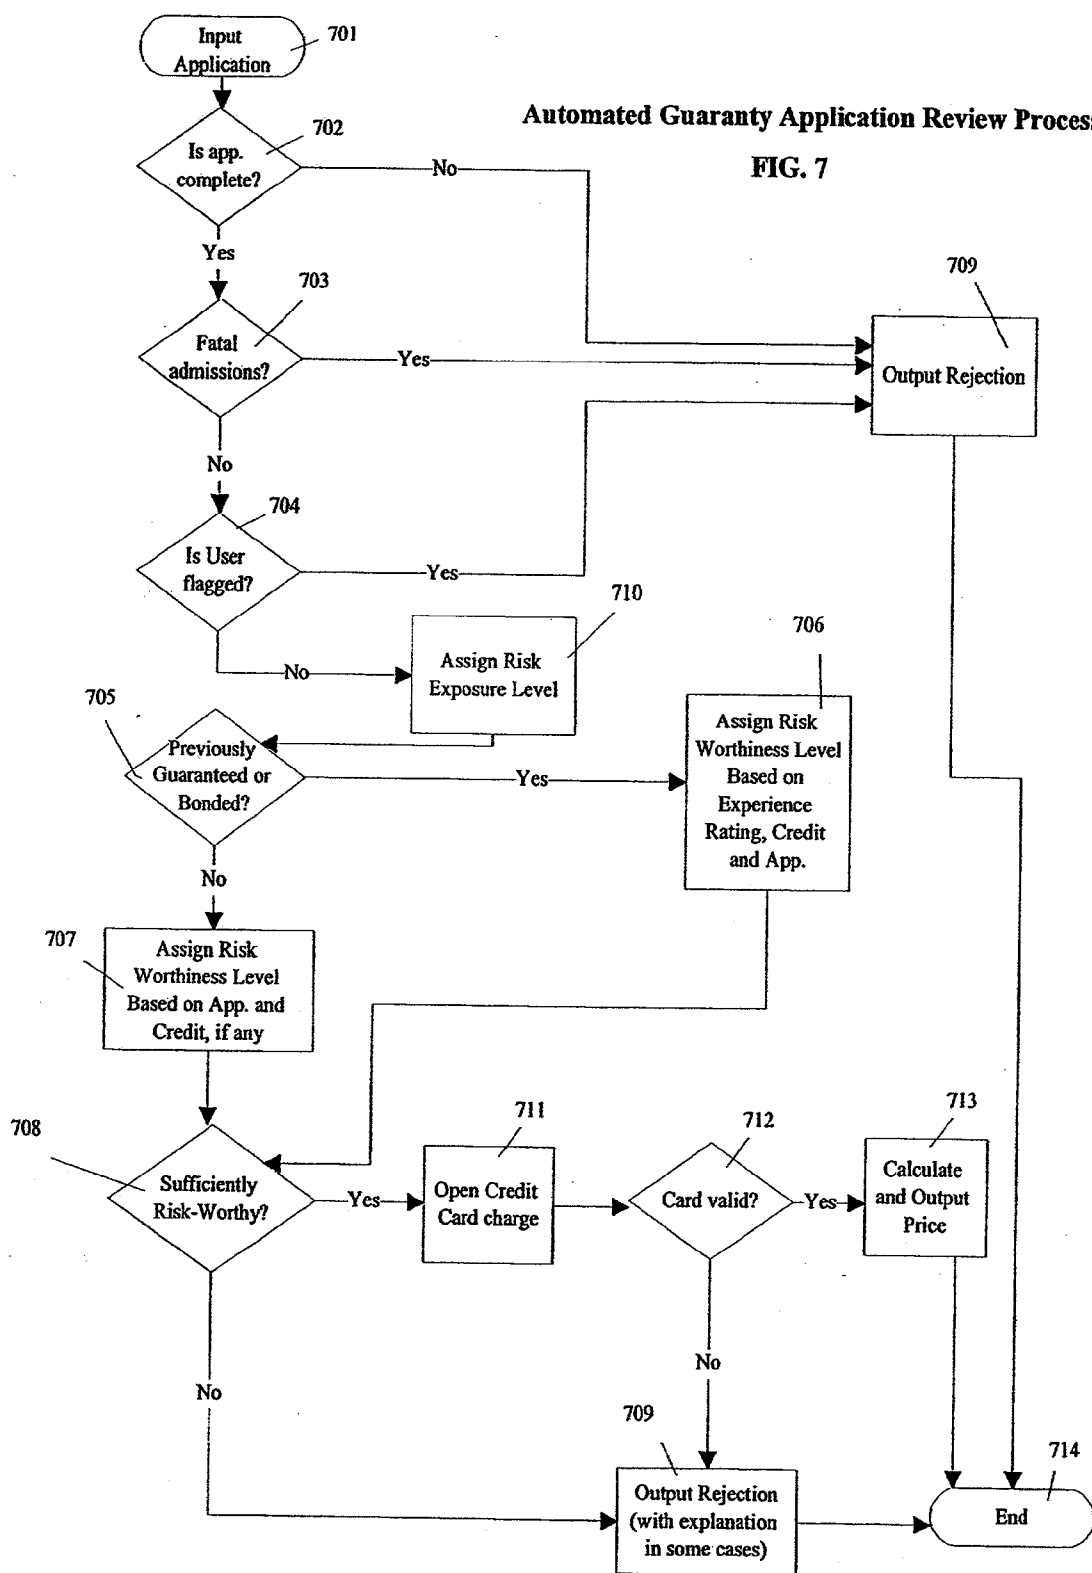 Input
Application
701
Automated Guaranty Application Review Proces
FIG. 7
702
Is app.
complete?
No
Yes
703
Fatal
admissions?
Yes
709
Output Rejection
No
704
Is User
flagged?
Yes
710
No
Assign Risk
Exposure Level
706
Assign Risk
Worthiness Level
Based on
Experience
Rating, Credit
and App.
705
Previously
Guaranteed or
Bonded?
Yes
No
707
Assign Risk
Worthiness Level
Based on App. and
Credit, if any
708
Sufficiently
Risk-Worthy?
Yes
711
Open Credit
Card charge
712
Card valid?
Yes
713
Calculate
and Output
Price
No
No
709
Output Rejection
(with explanation
in some cases)
714
End